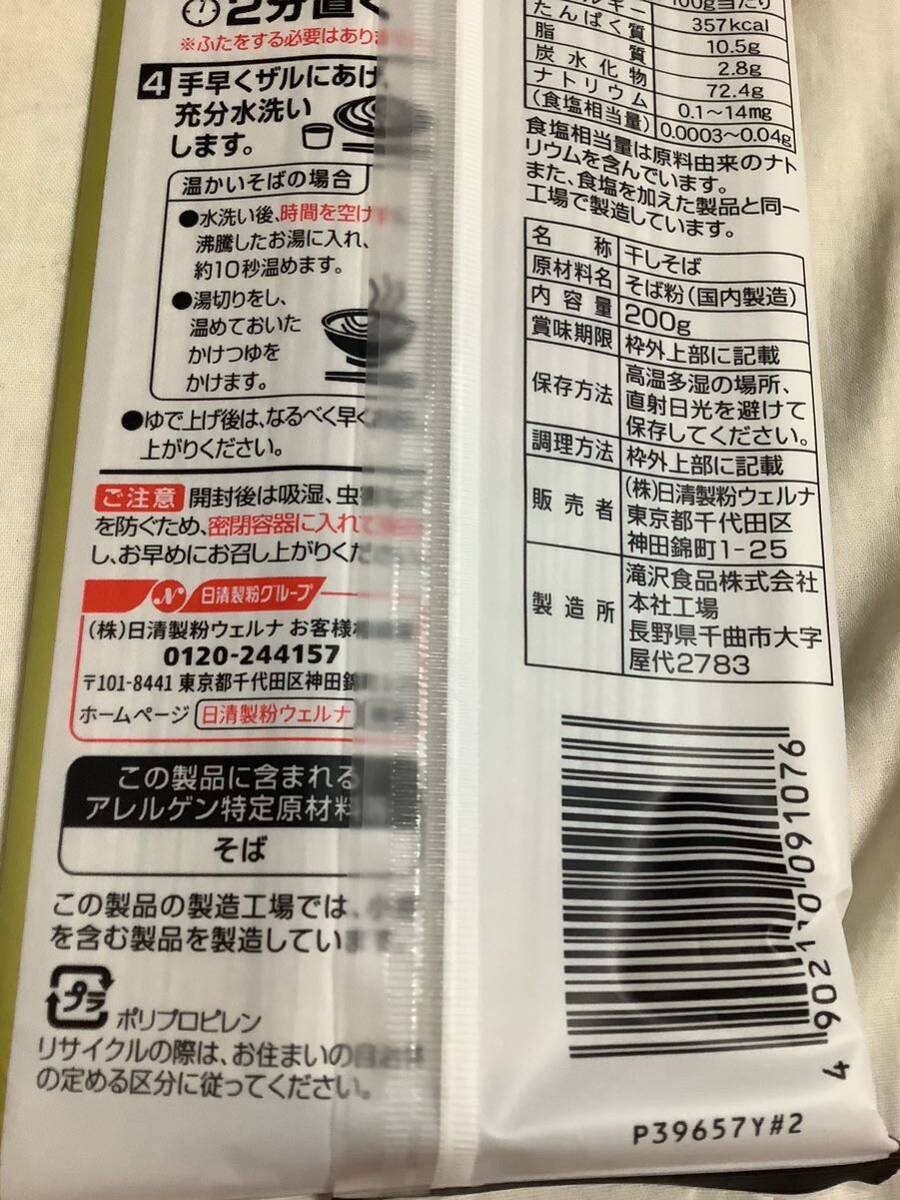 2分置く
※ふたをする必要はありま
4 手早くザルにあけ、
充分水洗い
します。
温かいそばの場合
●水洗い後、時間を空け
沸騰したお湯に入れ、
約10秒温めます。
●湯切りをし、
温めておいた
かけつゆを
かけます。
●ゆで上げ後は、なるべく早く
上がりください。
ご注意 開封後は吸湿、虫
を防ぐため、密閉容器に入れて
し、お早めにお召し上がりくだ
日清製粉グループ
(株)日清製粉ウェルナ お客様
0120-244157
〒101-8441 東京都千代田区神田錦
ホームページ 日清製粉ウェルナ
この製品に含まれる
アレルゲン特定原材料
そば
この製品の製造工場では、小麦
を含む製品を製造しています。
プラ
ポリプロピレン
リサイクルの際は、お住まいの自治体
の定める区分に従ってください。
ルギー 100g当たり
357kcal
たんぱく質 10.5g
脂質 2.8g
炭水化物 72.4g
ナトリウム 0.1〜14mg
(食塩相当量) 0.0003〜0.04g
食塩相当量は原料由来のナト
リウムを含んでいます。
また、食塩を加えた製品と同一
工場で製造しています。
名称 干しそば
原材料名 そば粉(国内製造)
内容量 200g
賞味期限 枠外上部に記載
保存方法 高温多湿の場所、
直射日光を避けて
保存してください。
調理方法 枠外上部に記載
販売者 (株)日清製粉ウェルナ
東京都千代田区
神田錦町1-25
製造所 滝沢食品株式会社
本社工場
長野県千曲市大字
屋代2783
4 902170 691076
P39657Y#2